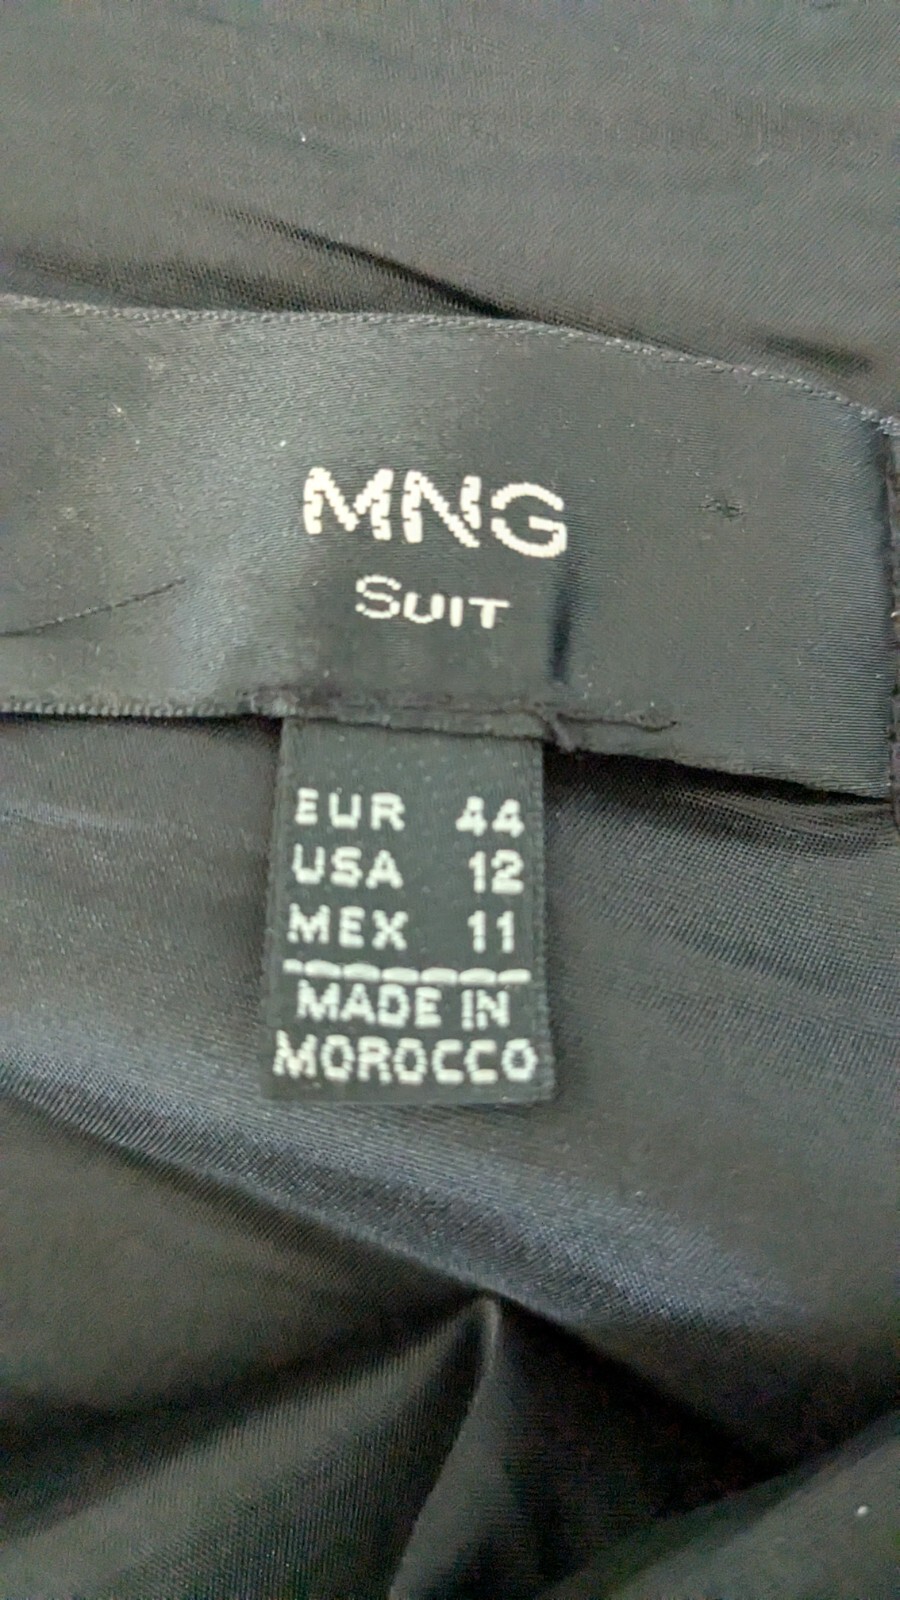 MNG
SUIT
EUR 44
USA 12
MEX 11
MADE IN
MOROCCO